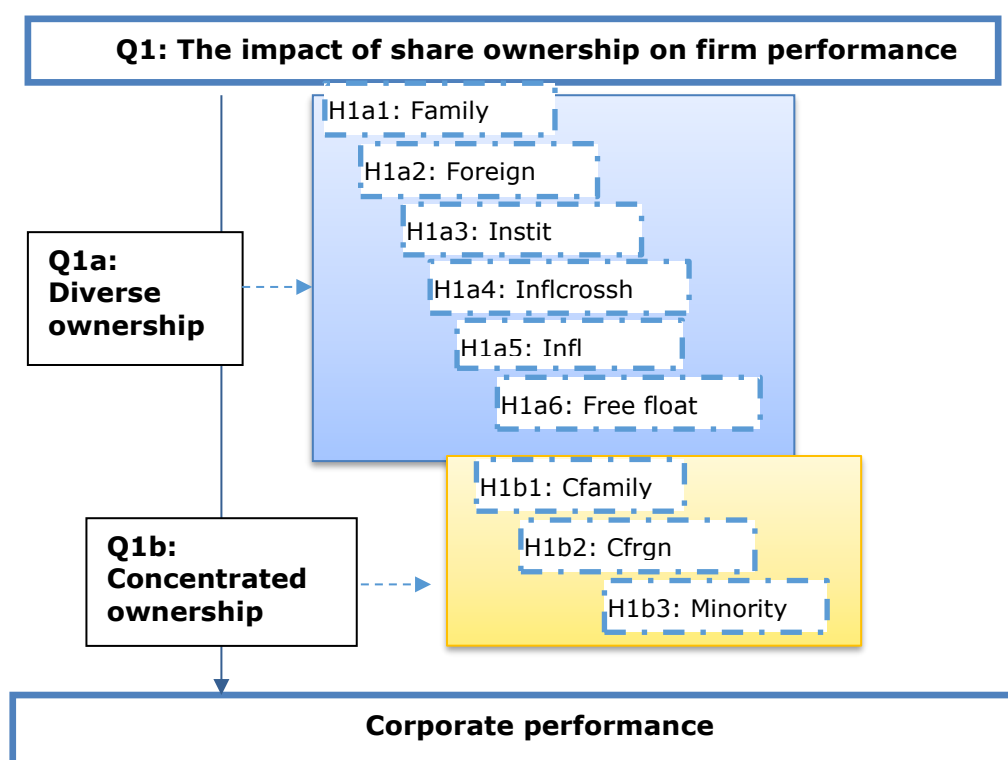 Q1: The impact of share ownership on firm performance
H1a1: Family
H1a2: Foreign
H1a3: Instit
H1a4: Inflcrossh
H1a5: Infl
H1a6: Free float
Q1a:
Diverse
ownership
H1b1: Cfamily
H1b2: Cfrgn
H1b3: Minority
Q1b:
Concentrated
ownership
Corporate performance